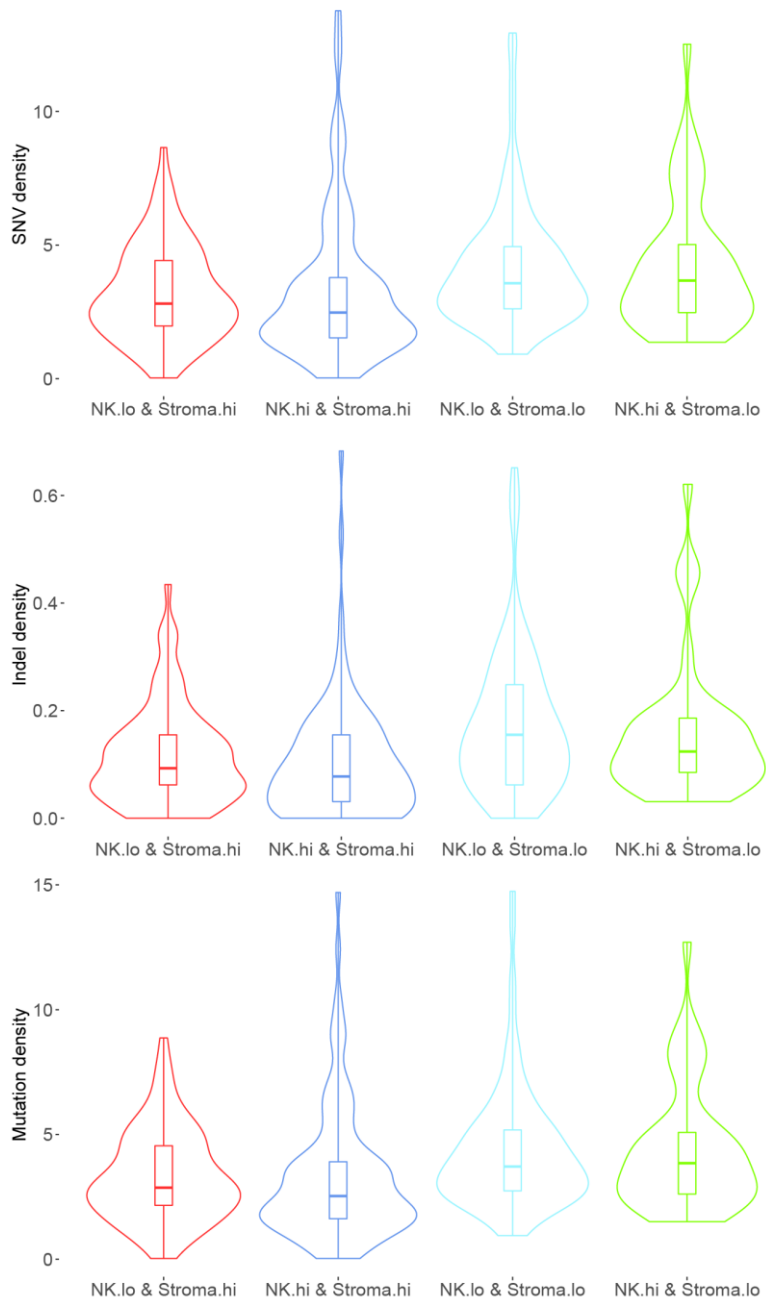 SNV density
10
5
0
NK.lo & Stroma.hi NK.hi & Stroma.hi NK.lo & Stroma.lo NK.hi & Stroma.lo
Indel density
0.6
0.4
0.2
0.0
NK.lo & Stroma.hi NK.hi & Stroma.hi NK.lo & Stroma.lo NK.hi & Stroma.lo
Mutation density
15
10
5
0
NK.lo & Stroma.hi NK.hi & Stroma.hi NK.lo & Stroma.lo NK.hi & Stroma.lo